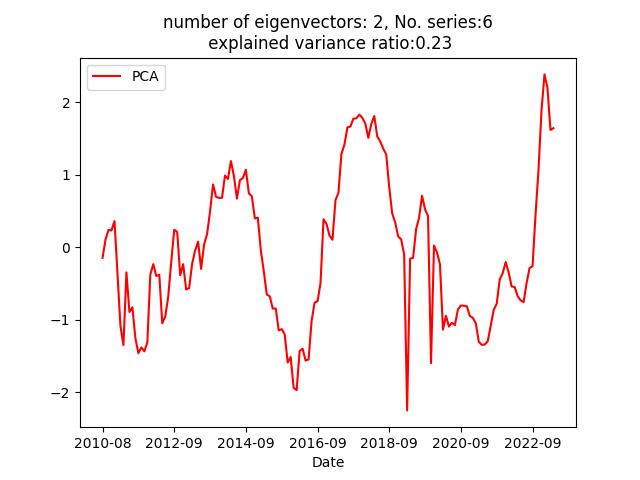 number of eigenvectors: 2, No. series:6
explained variance ratio:0.23
PCA
2
1
0
−1
−2
2010-08 2012-09 2014-09 2016-09 2018-09 2020-09 2022-09
Date